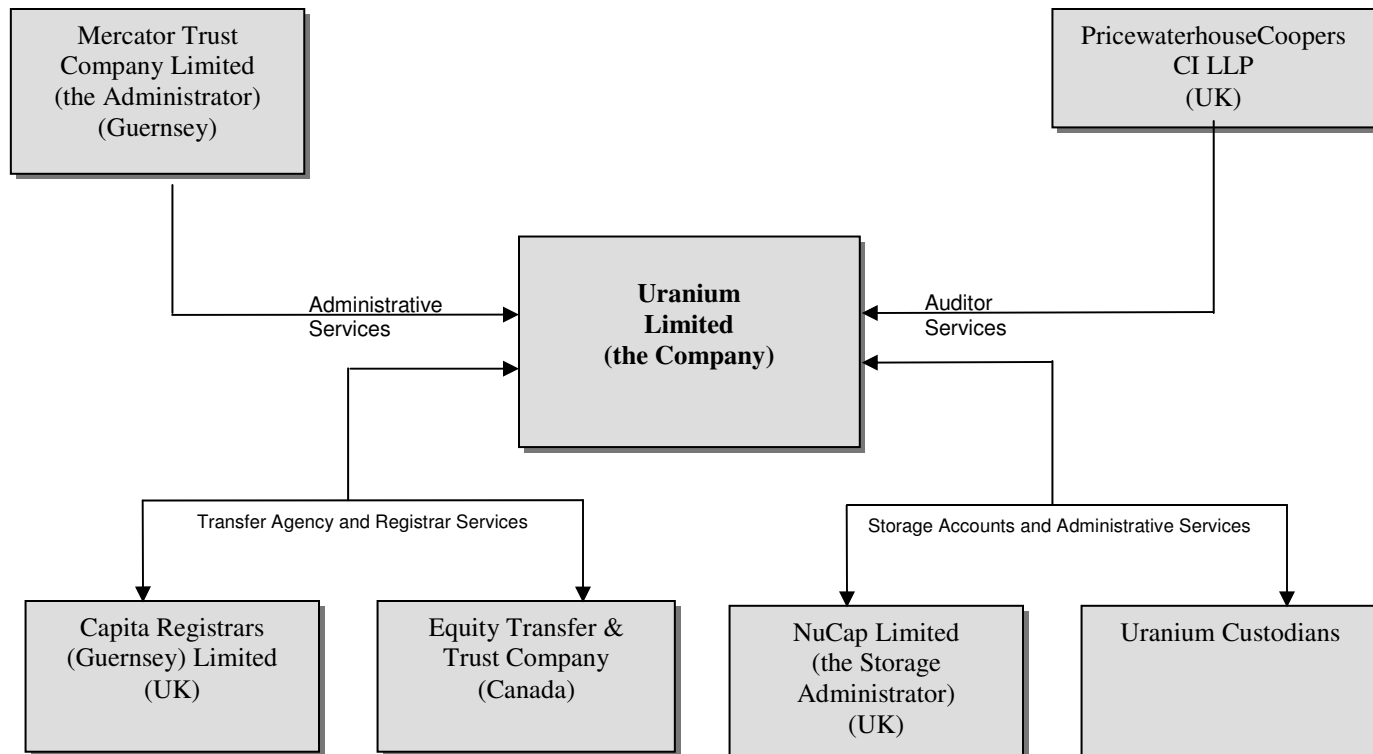 Mercator Trust
Company Limited
(the Administrator)
(Guernsey)
PricewaterhouseCoopers
CI LLP
(UK)
Administrative
Services
Uranium
Limited
(the Company)
Auditor
Services
Transfer Agency and Registrar Services
Storage Accounts and Administrative Services
Capita Registrars
(Guernsey) Limited
(UK)
Equity Transfer &
Trust Company
(Canada)
NuCap Limited
(the Storage
Administrator)
(UK)
Uranium Custodians